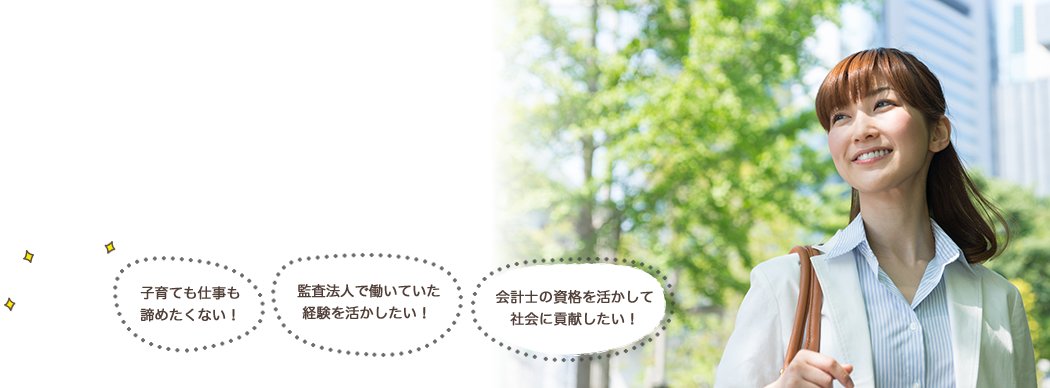 子育ても仕事も
諦めたくない！
監査法人で働いていた
経験を活かしたい！
会計士の資格を活かして
社会に貢献したい！